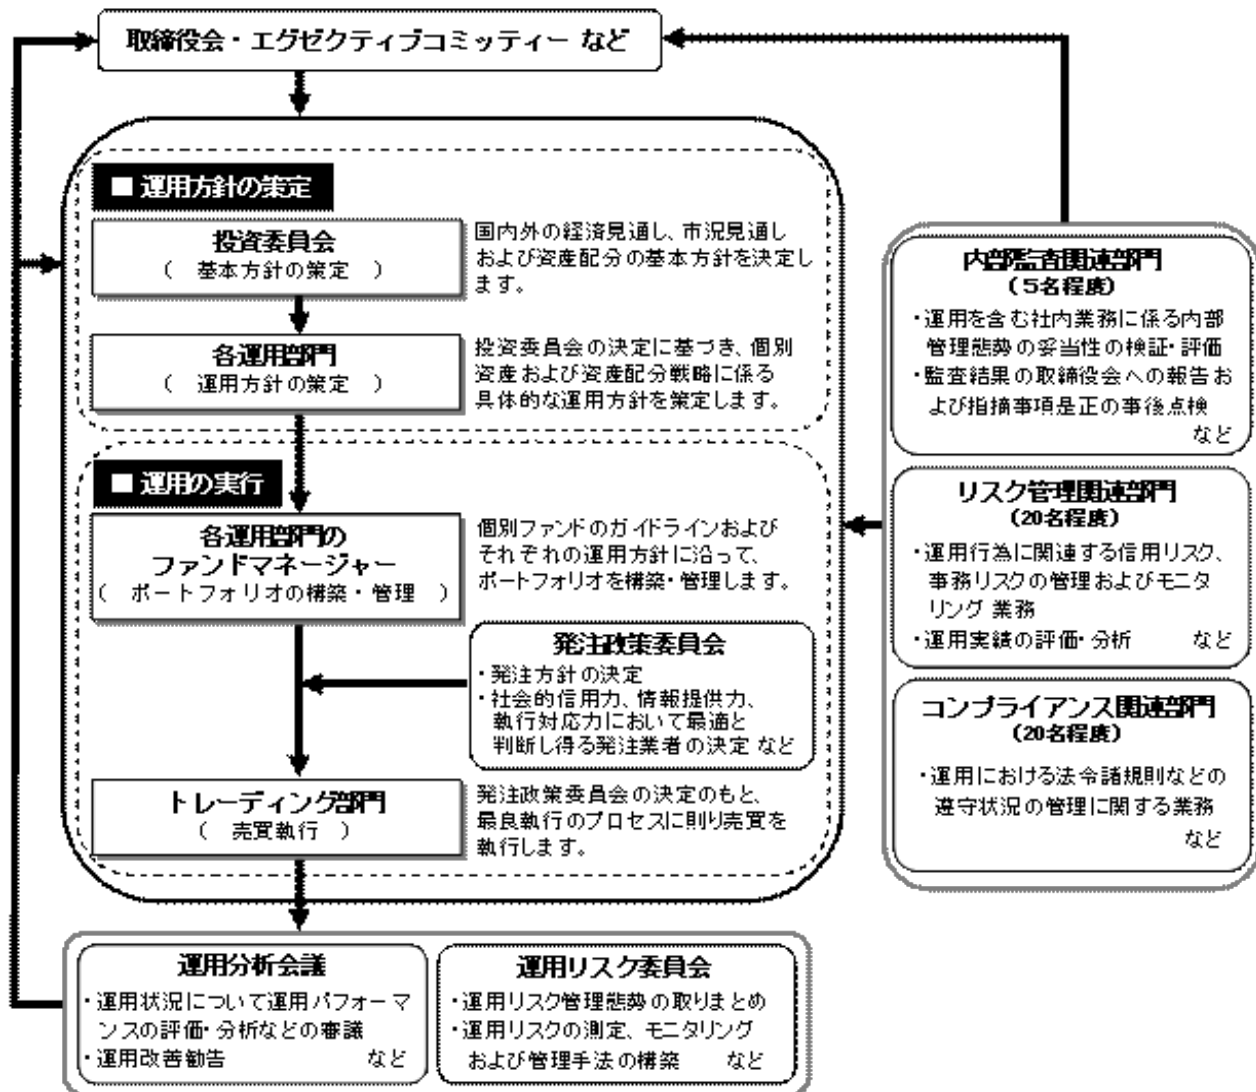 取締役会・エグゼクティブコミッティー など
■ 運用方針の策定
投資委員会
( 基本方針の策定 )
国内外の経済見通し、市況見通し
および資産配分の基本方針を決定し
ます。
各運用部門
( 運用方針の策定 )
投資委員会の決定に基づき、個別
資産および資産配分戦略に係る
具体的な運用方針を策定します。
■ 運用の実行
各運用部門の
ファンドマネージャー
( ポートフォリオの構築・管理 )
個別ファンドのガイドラインおよび
それぞれの運用方針に沿って、
ポートフォリオを構築・管理します。
発注政策委員会
・発注方針の決定
・社会的信用力、情報提供力、
執行対応力において最適と
判断し得る発注業者の決定 など
トレーディング部門
( 売買執行 )
発注政策委員会の決定のもと、
最良執行のプロセスに則り売買を
執行します。
内部監査関連部門
(5名程度)
・運用を含む社内業務に係る内部
管理態勢の妥当性の検証・評価
・監査結果の取締役会への報告お
よび指摘事項是正の事後点検
など
リスク管理関連部門
(20名程度)
・運用行為に関連する信用リスク、
事務リスクの管理およびモニタ
リング 業務
・運用実績の評価・分析 など
コンプライアンス関連部門
(20名程度)
・運用における法令諸規則などの
遵守状況の管理に関する業務
など
運用分析会議
・運用状況について運用パフォーマ
ンスの評価・分析などの審議
・運用改善勧告 など
運用リスク委員会
・運用リスク管理態勢の取りまとめ
・運用リスクの測定、モニタリング
および管理手法の構築 など